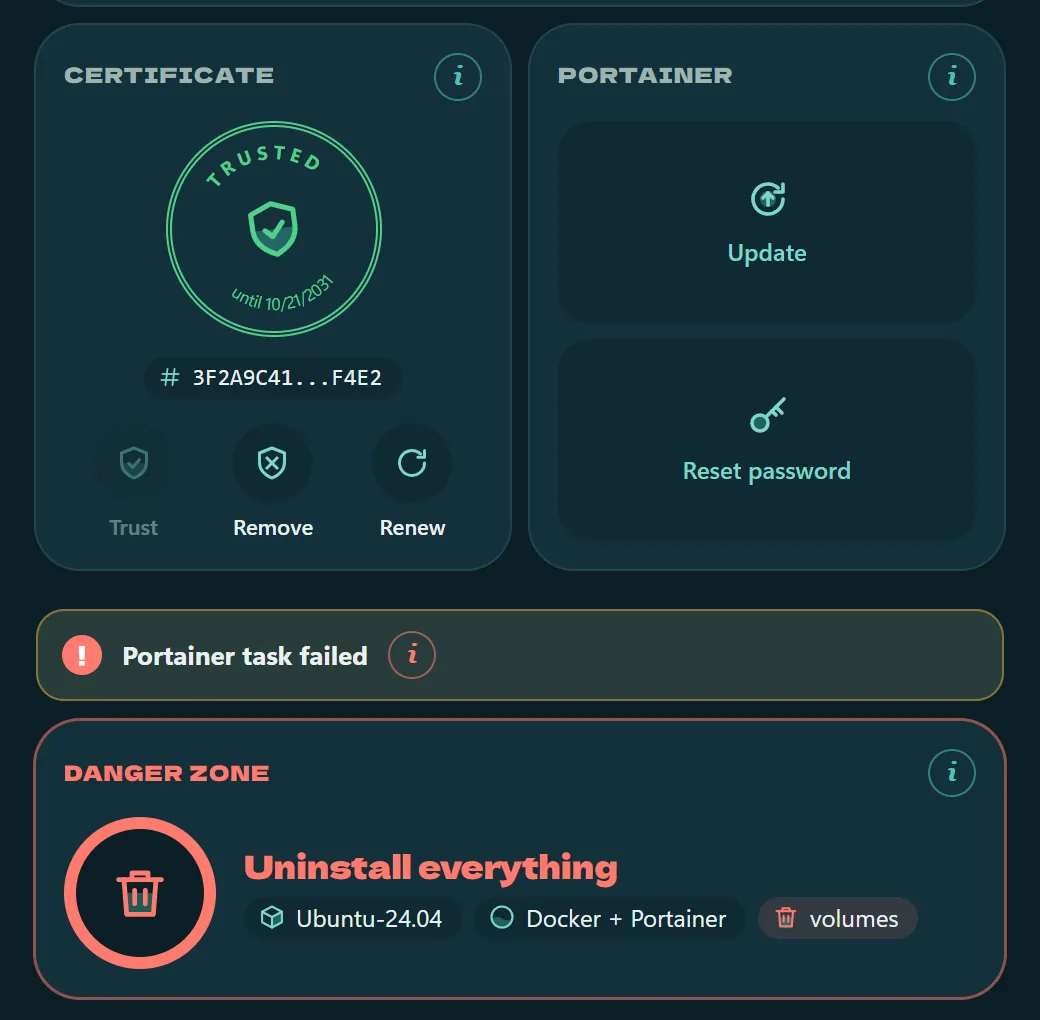 CERTIFICATE
i
TRUSTED
until 10/21/2031
# 3F2A9C41...F4E2
Trust
Remove
Renew
PORTAINER
i
Update
Reset password
! Portainer task failed i
DANGER ZONE
i
Uninstall everything
Ubuntu-24.04
Docker + Portainer
volumes